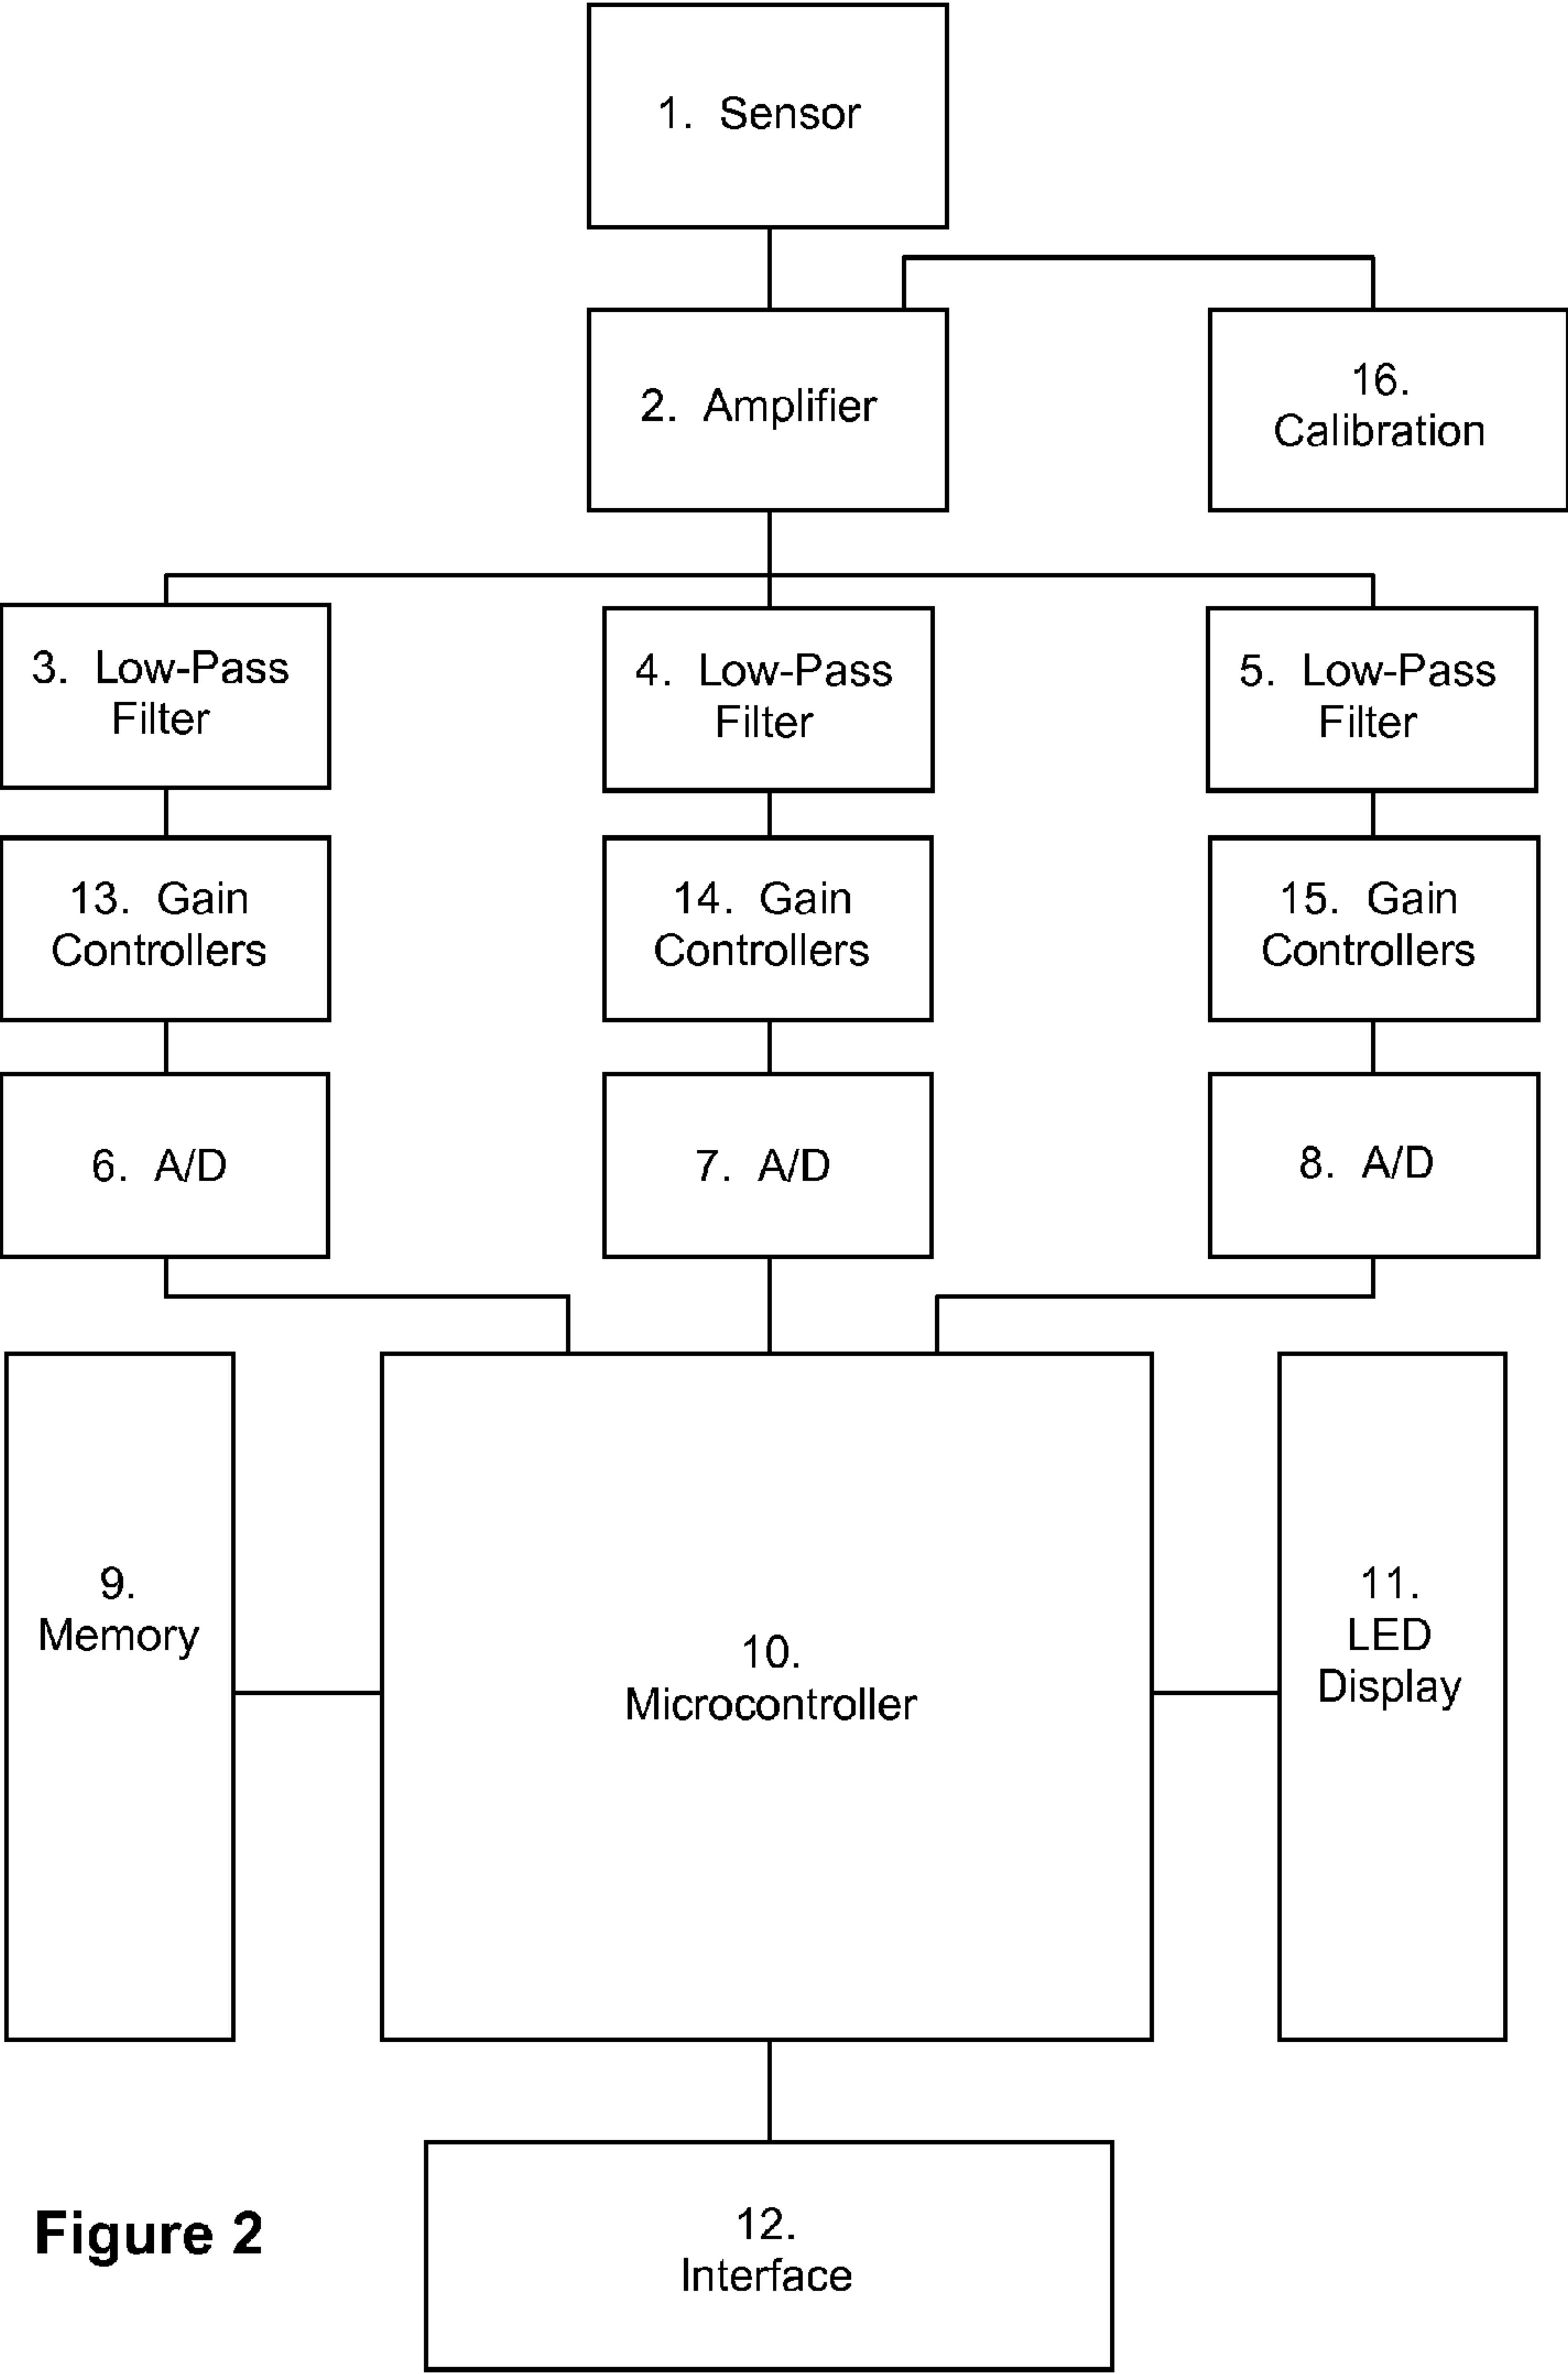 1. Sensor
2. Amplifier
16.
Calibration
3. Low-Pass
Filter
4. Low-Pass
Filter
5. Low-Pass
Filter
13. Gain
Controllers
14. Gain
Controllers
15. Gain
Controllers
6. A/D
7. A/D
8. A/D
9.
Memory
10.
Microcontroller
11.
LED
Display
12.
Interface
Figure 2